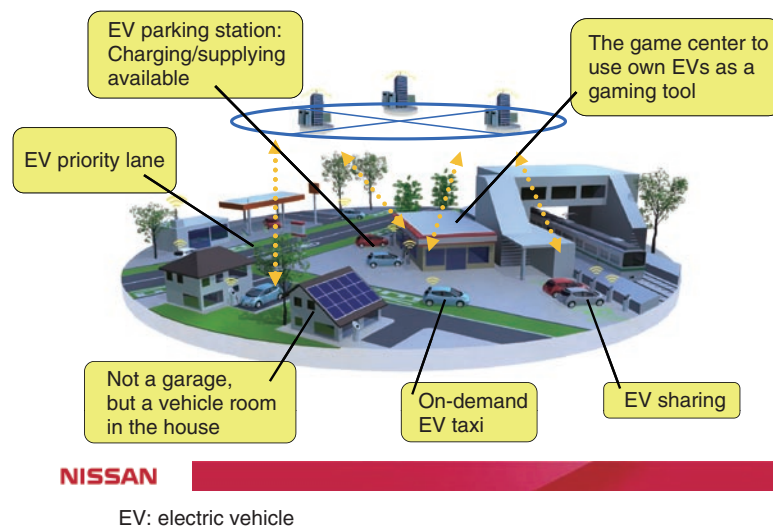 EV parking station:
Charging/supplying
available
The game center to
use own EVs as a
gaming tool
EV priority lane
Not a garage,
but a vehicle room
in the house
On-demand
EV taxi
EV sharing
NISSAN
EV: electric vehicle